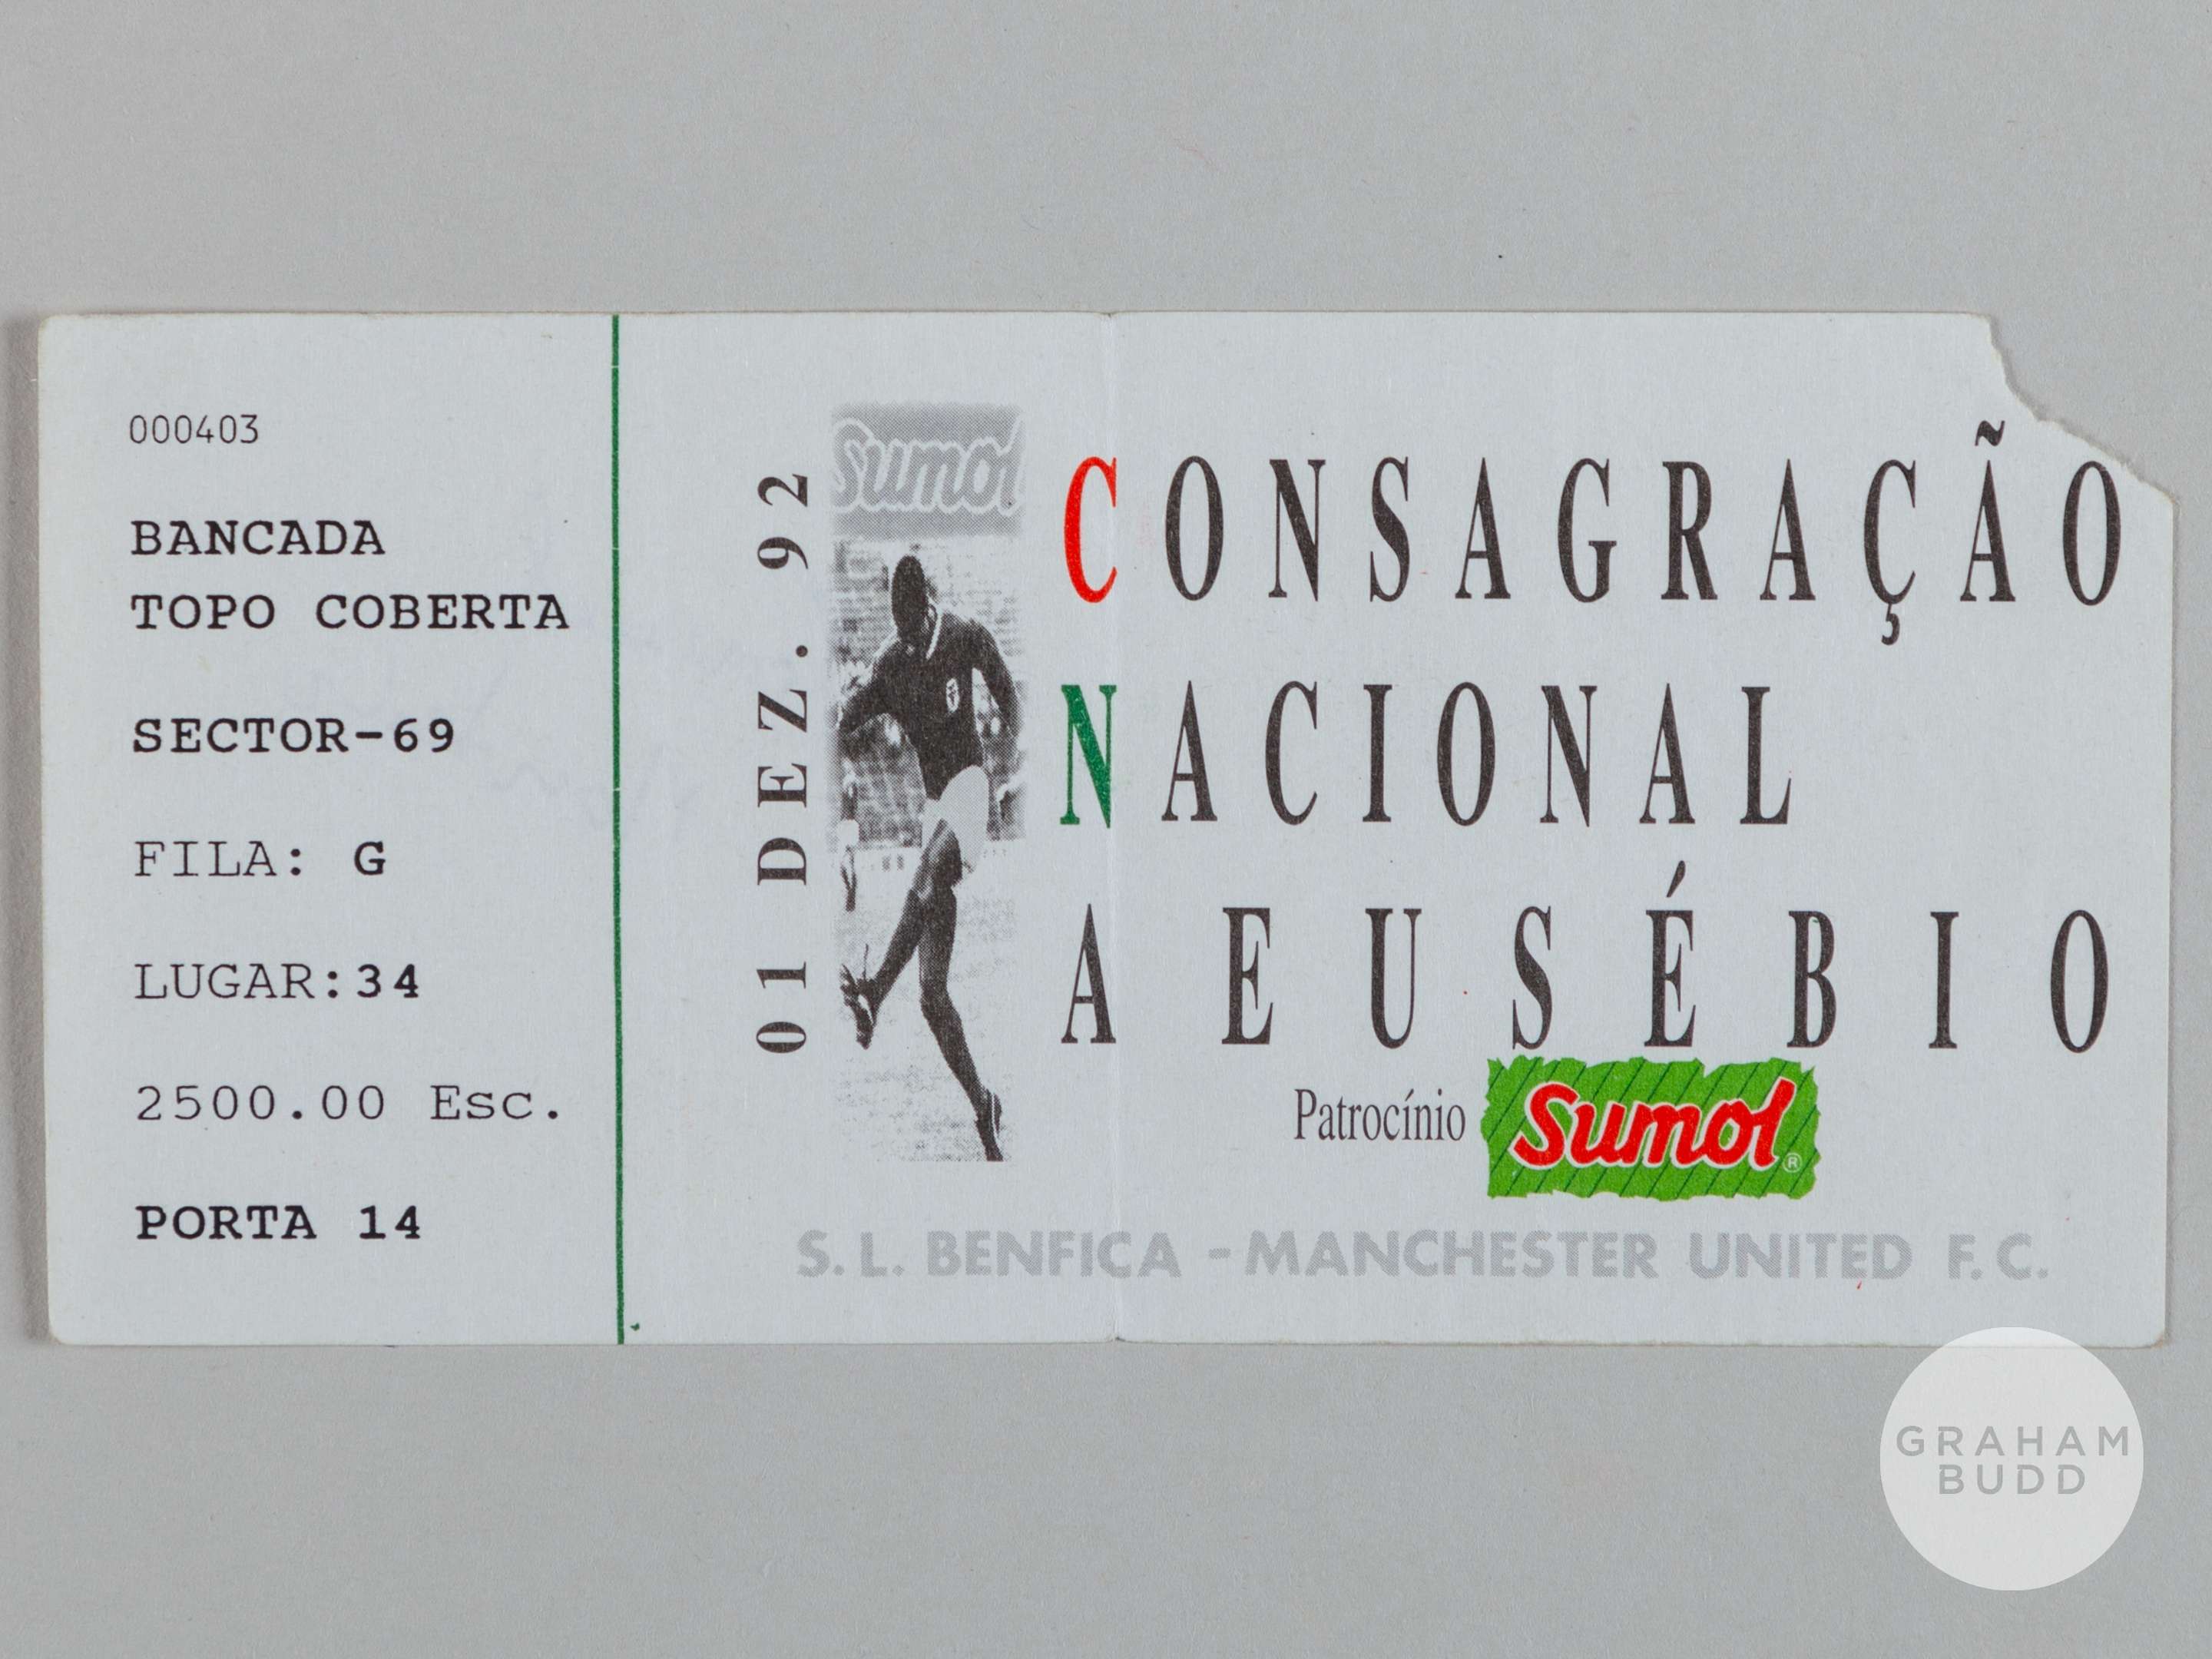 000403
BANCADA
TOPO COBERTA
SECTOR-69
FILA: G
LUGAR:34
2500.00 Esc.
PORTA 14
01 DEZ. 92
Sumol
CONSAGRAÇÃO
NACIONAL
A EUSÉBIO
Patrocínio Sumol®
S. L. BENFICA - MANCHESTER UNITED F. C.
GRAHAM
BUDD